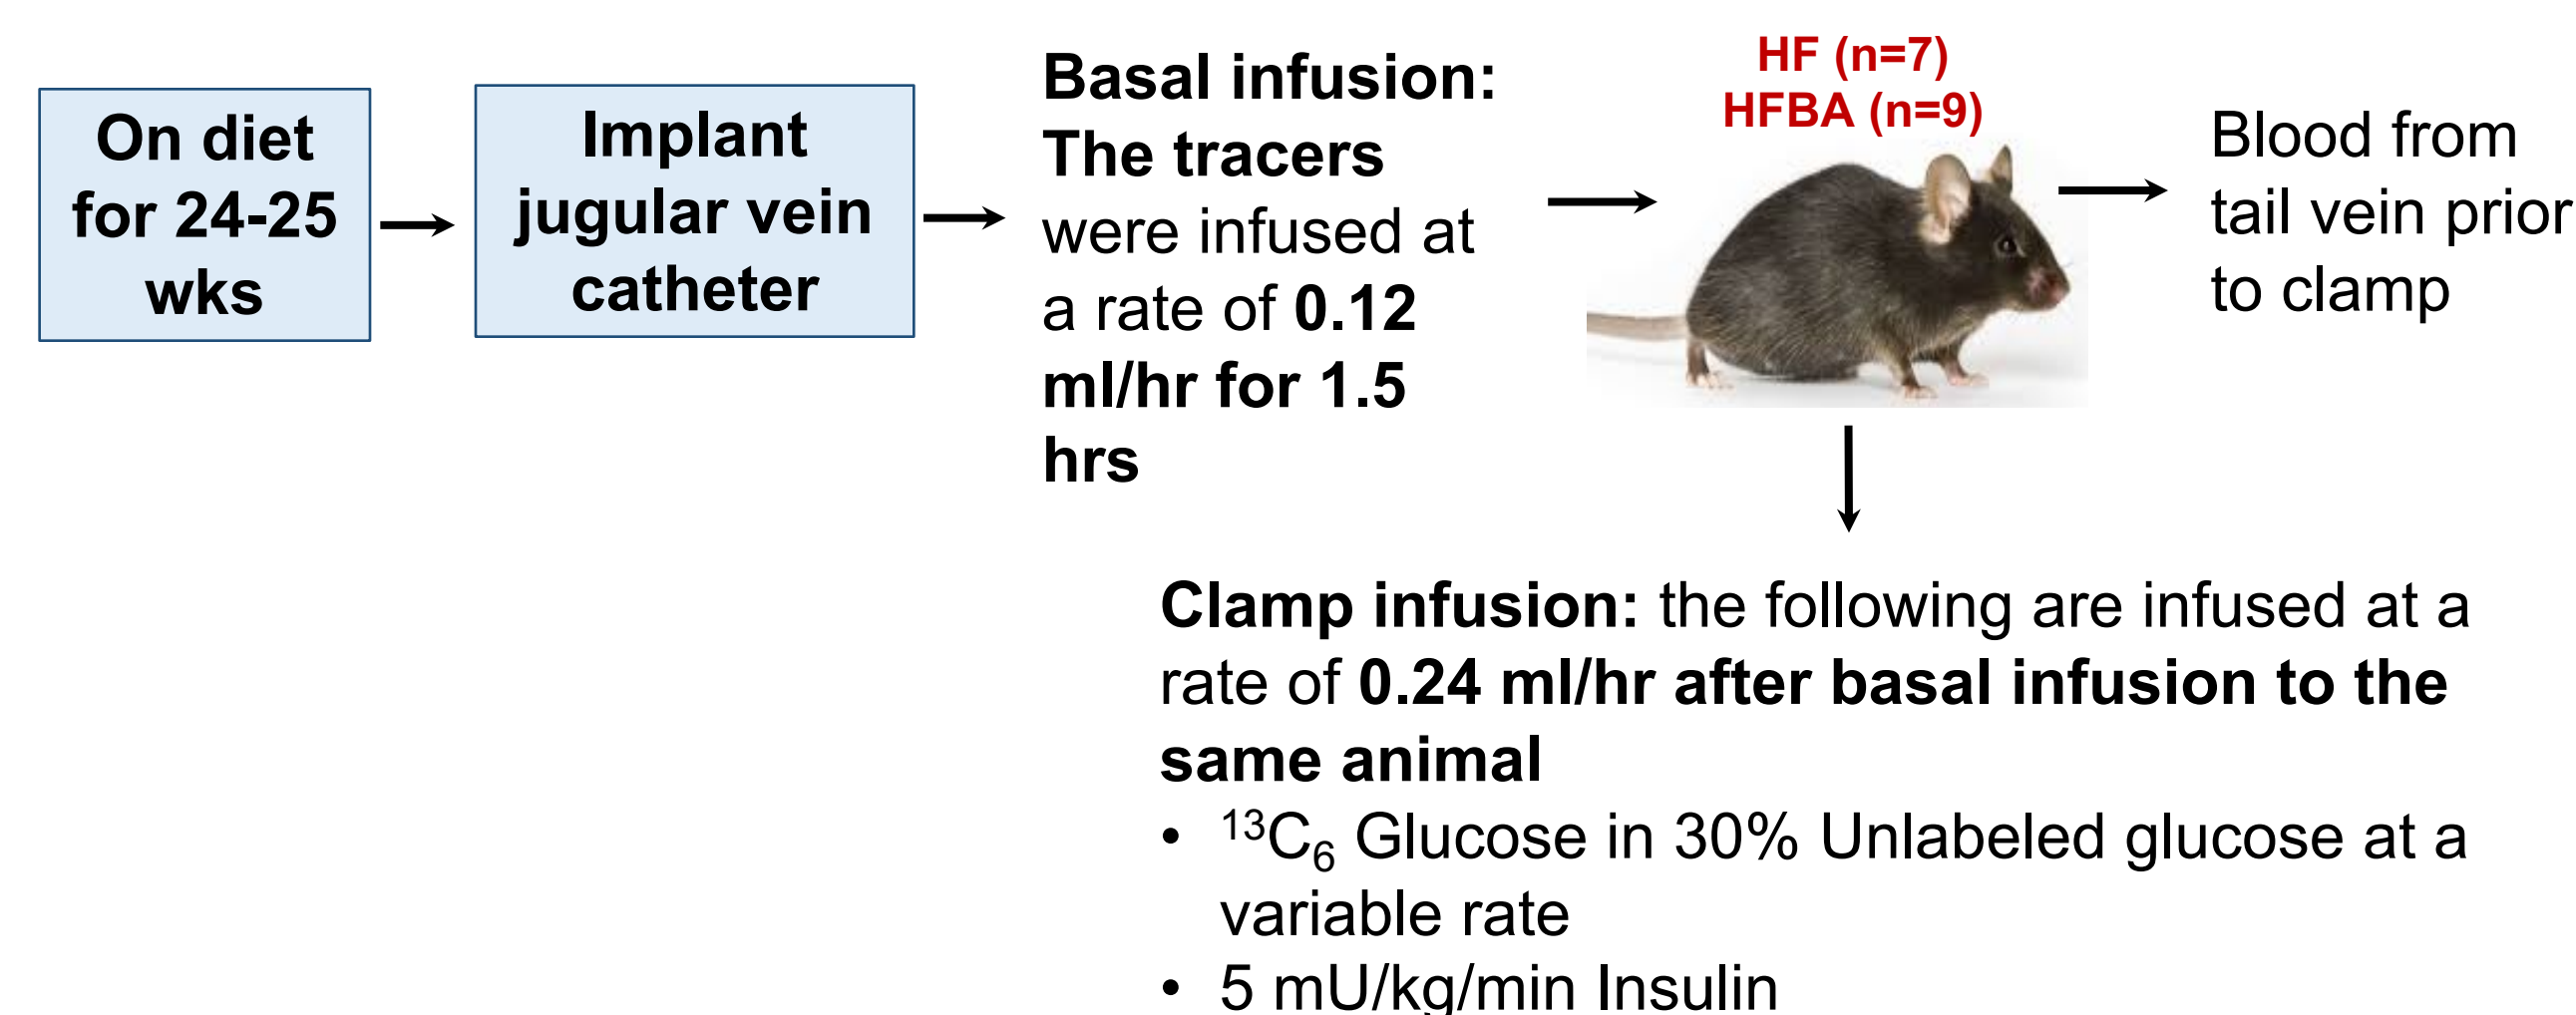 On diet
for 24-25
wks
Implant
jugular vein
catheter
Basal infusion:
The tracers
were infused at
a rate of 0.12
ml/hr for 1.5
hrs
HF (n=7)
HFBA (n=9)
Blood from
tail vein prior
to clamp
Clamp infusion: the following are infused at a
rate of 0.24 ml/hr after basal infusion to the
same animal
• ¹³C₆ Glucose in 30% Unlabeled glucose at a
variable rate
• 5 mU/kg/min Insulin